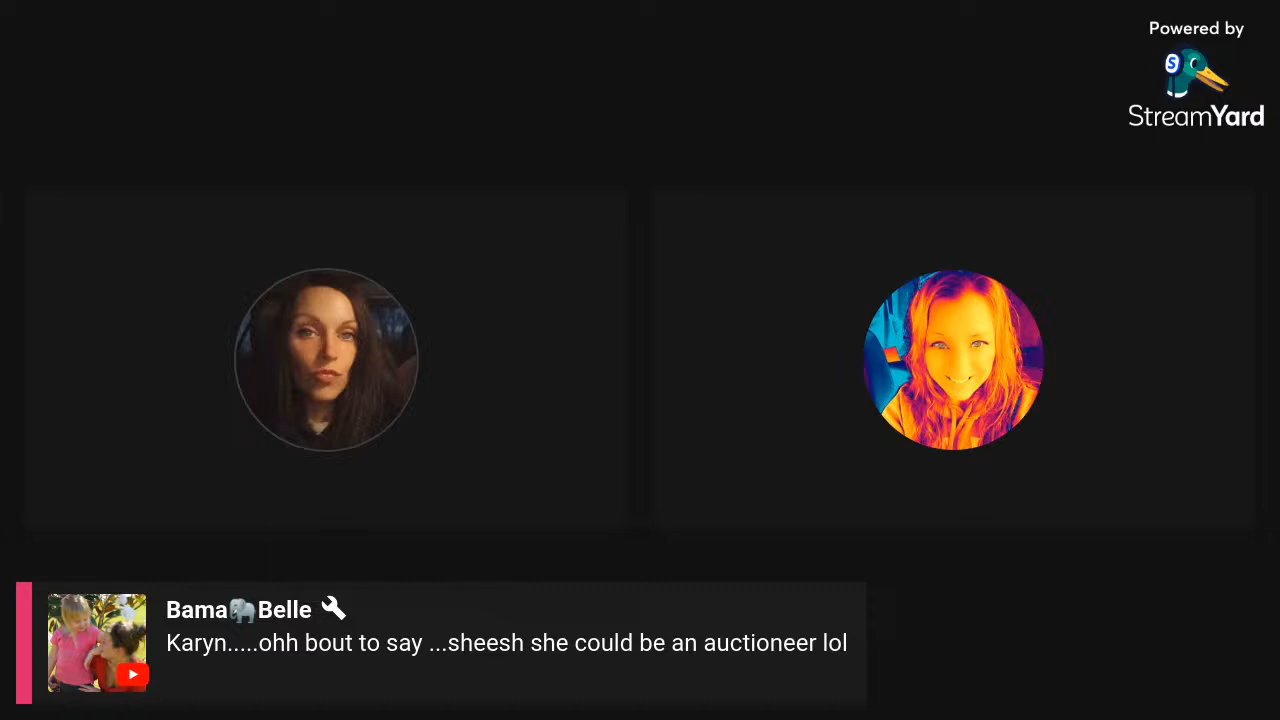 Powered by
S
StreamYard
Bama🐘Belle 🔧
Karyn.....ohh bout to say ...sheesh she could be an auctioneer lol